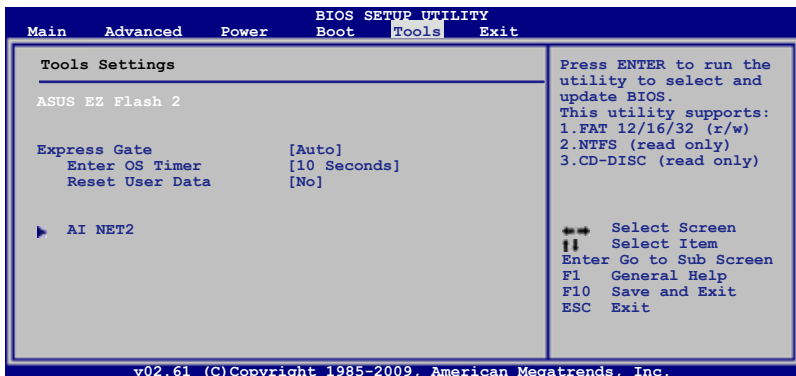 BIOS SETUP UTILITY
Main Advanced Power Boot Tools Exit
Tools Settings
ASUS EZ Flash 2
Express Gate [Auto]
Enter OS Timer [10 Seconds]
Reset User Data [No]
AI NET2
Press ENTER to run the
utility to select and
update BIOS.
This utility supports:
1.FAT 12/16/32 (r/w)
2.NTFS (read only)
3.CD-DISC (read only)
Select Screen
Select Item
Enter Go to Sub Screen
F1 General Help
F10 Save and Exit
ESC Exit
v02.61 (C)Copyright 1985-2009, American Megatrends, Inc.